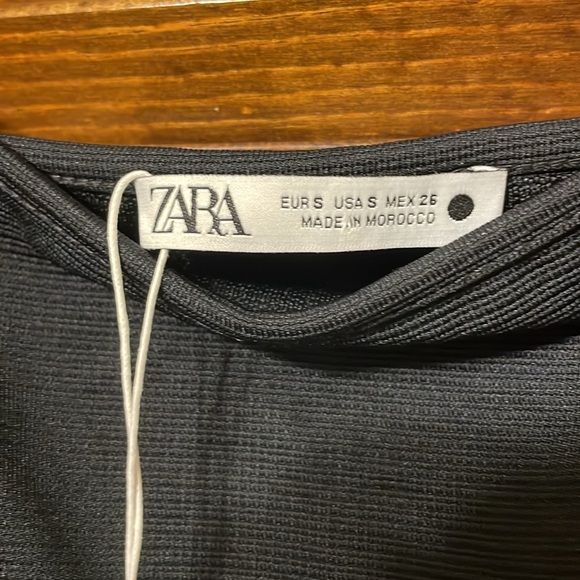 ZARA
EUR S USA S MEX 26
MADE IN MOROCCO